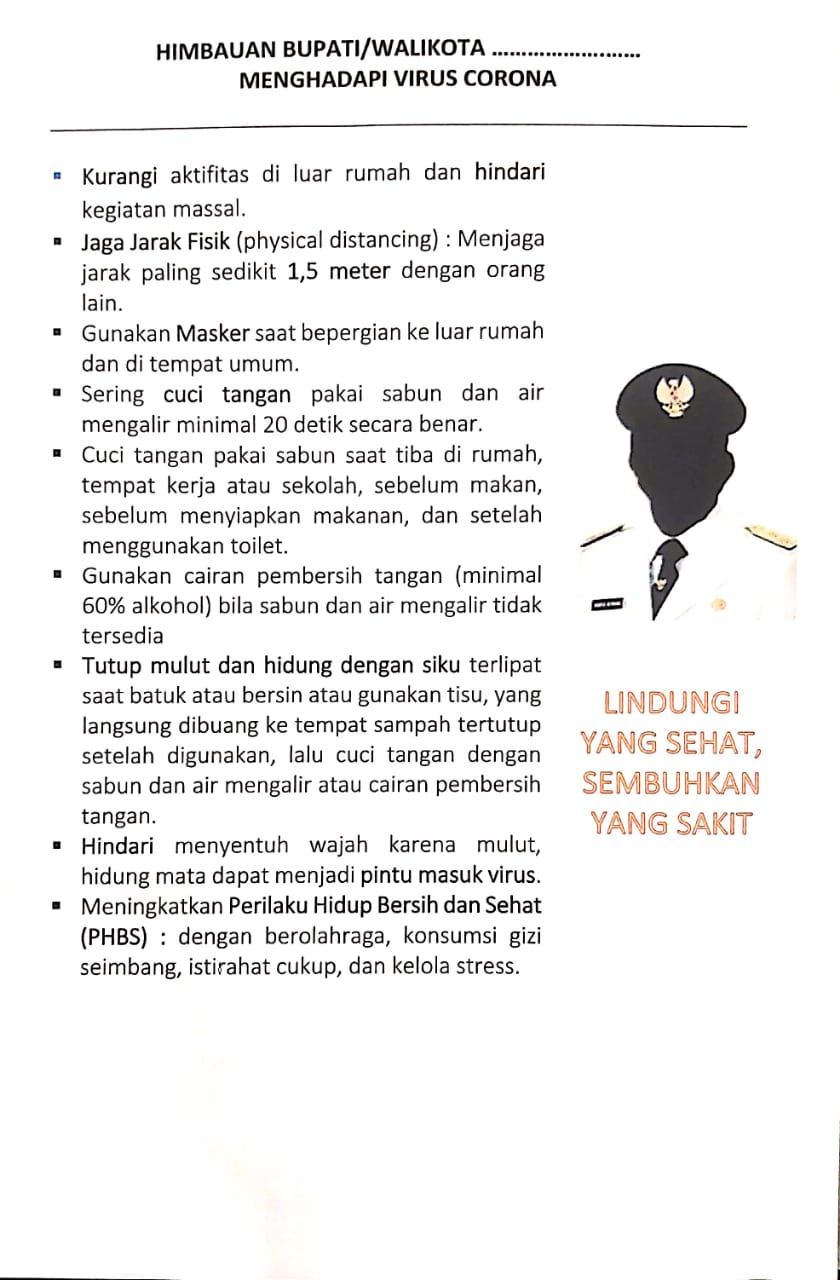 HIMBAUAN BUPATI/WALIKOTA ..........................
MENGHADAPI VIRUS CORONA
▪ Kurangi aktifitas di luar rumah dan hindari
kegiatan massal.
▪ Jaga Jarak Fisik (physical distancing) : Menjaga
jarak paling sedikit 1,5 meter dengan orang
lain.
▪ Gunakan Masker saat bepergian ke luar rumah
dan di tempat umum.
▪ Sering cuci tangan pakai sabun dan air
mengalir minimal 20 detik secara benar.
▪ Cuci tangan pakai sabun saat tiba di rumah,
tempat kerja atau sekolah, sebelum makan,
sebelum menyiapkan makanan, dan setelah
menggunakan toilet.
▪ Gunakan cairan pembersih tangan (minimal
60% alkohol) bila sabun dan air mengalir tidak
tersedia
▪ Tutup mulut dan hidung dengan siku terlipat
saat batuk atau bersin atau gunakan tisu, yang
langsung dibuang ke tempat sampah tertutup
setelah digunakan, lalu cuci tangan dengan
sabun dan air mengalir atau cairan pembersih
tangan.
▪ Hindari menyentuh wajah karena mulut,
hidung mata dapat menjadi pintu masuk virus.
▪ Meningkatkan Perilaku Hidup Bersih dan Sehat
(PHBS) : dengan berolahraga, konsumsi gizi
seimbang, istirahat cukup, dan kelola stress.
LINDUNGI
YANG SEHAT,
SEMBUHKAN
YANG SAKIT